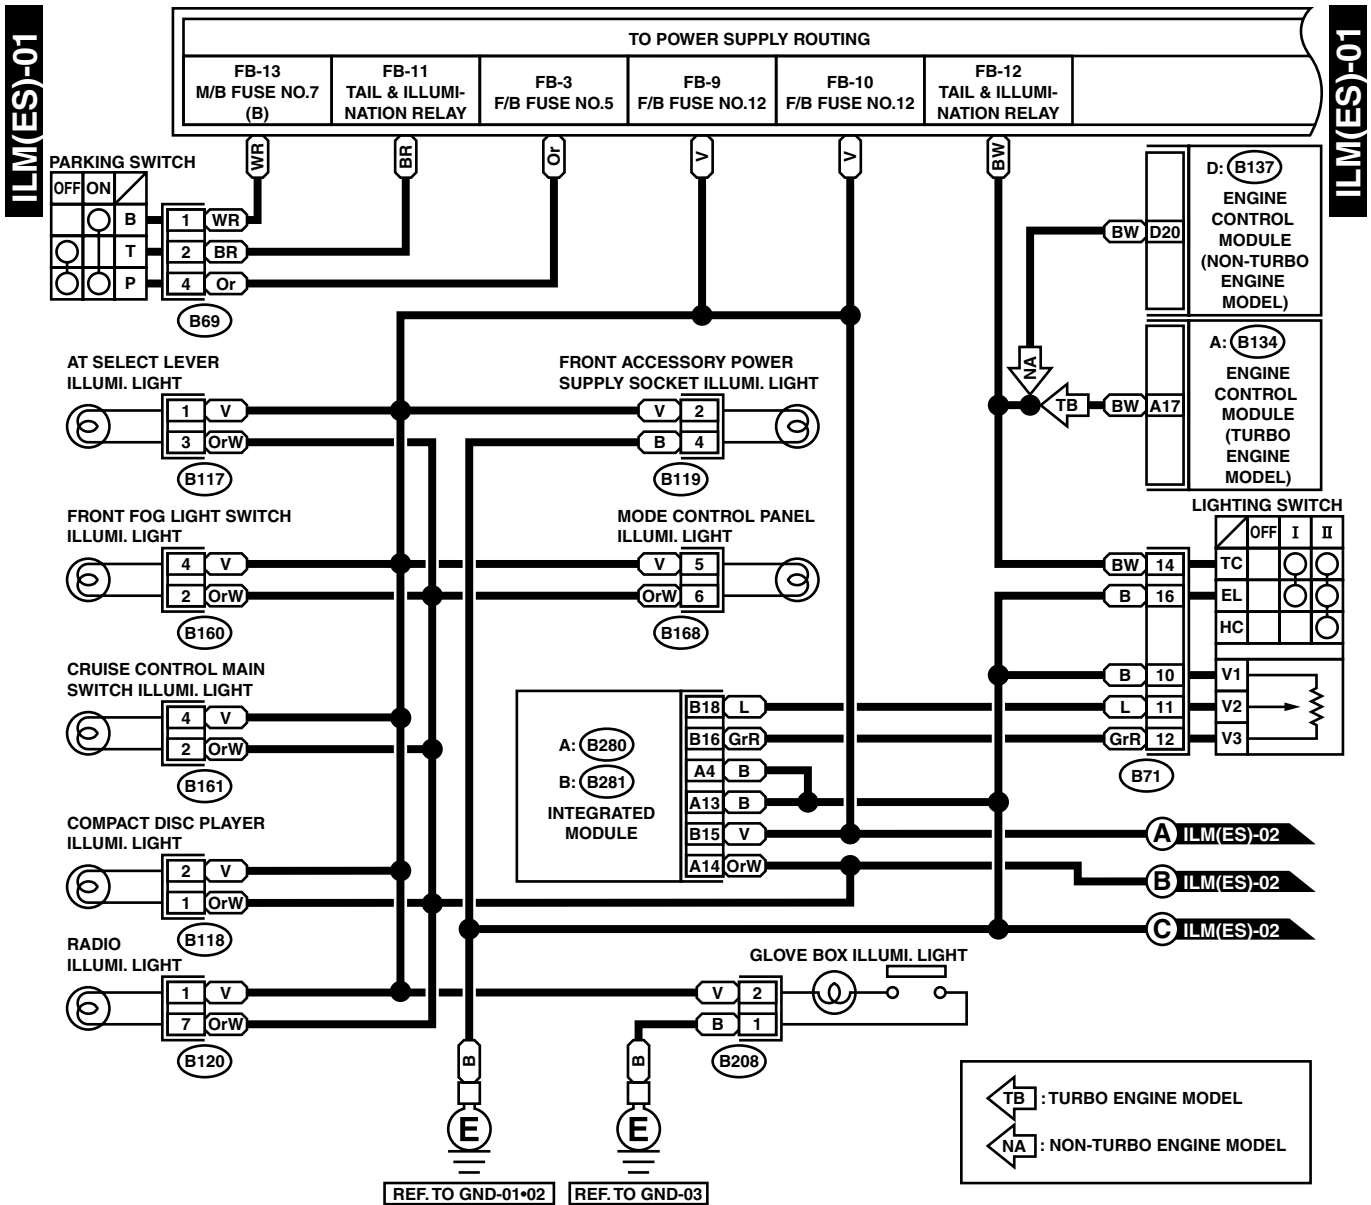 ILM(ES)-01
ILM(ES)-01
TO POWER SUPPLY ROUTING
FB-13
M/B FUSE NO.7
(B)
FB-11
TAIL & ILLUMI-
NATION RELAY
FB-3
F/B FUSE NO.5
FB-9
F/B FUSE NO.12
FB-10
F/B FUSE NO.12
FB-12
TAIL & ILLUMI-
NATION RELAY
WR
BR
Or
V
V
BW
PARKING SWITCH
OFF ON
B 1 WR
T 2 BR
P 4 Or
B69
D: B137
ENGINE
CONTROL
MODULE
(NON-TURBO
ENGINE
MODEL)
BW D20
NA
A: B134
ENGINE
CONTROL
MODULE
(TURBO
ENGINE
MODEL)
TB BW A17
AT SELECT LEVER
ILLUMI. LIGHT
1 V
3 OrW
B117
FRONT ACCESSORY POWER
SUPPLY SOCKET ILLUMI. LIGHT
V 2
B 4
B119
FRONT FOG LIGHT SWITCH
ILLUMI. LIGHT
4 V
2 OrW
B160
MODE CONTROL PANEL
ILLUMI. LIGHT
V 5
OrW 6
B168
LIGHTING SWITCH
OFF I II
BW 14 TC
B 16 EL
HC
B 10 V1
L 11 V2
GrR 12 V3
B71
CRUISE CONTROL MAIN
SWITCH ILLUMI. LIGHT
4 V
2 OrW
B161
A: B280
B: B281
INTEGRATED
MODULE
B18 L
B16 GrR
A4 B
A13 B
B15 V
A14 OrW
COMPACT DISC PLAYER
ILLUMI. LIGHT
2 V
1 OrW
B118
A ILM(ES)-02
B ILM(ES)-02
C ILM(ES)-02
RADIO
ILLUMI. LIGHT
1 V
7 OrW
B120
GLOVE BOX ILLUMI. LIGHT
V 2
B 1
B208
B
E
REF. TO GND-01•02
B
E
REF. TO GND-03
TB : TURBO ENGINE MODEL
NA : NON-TURBO ENGINE MODEL